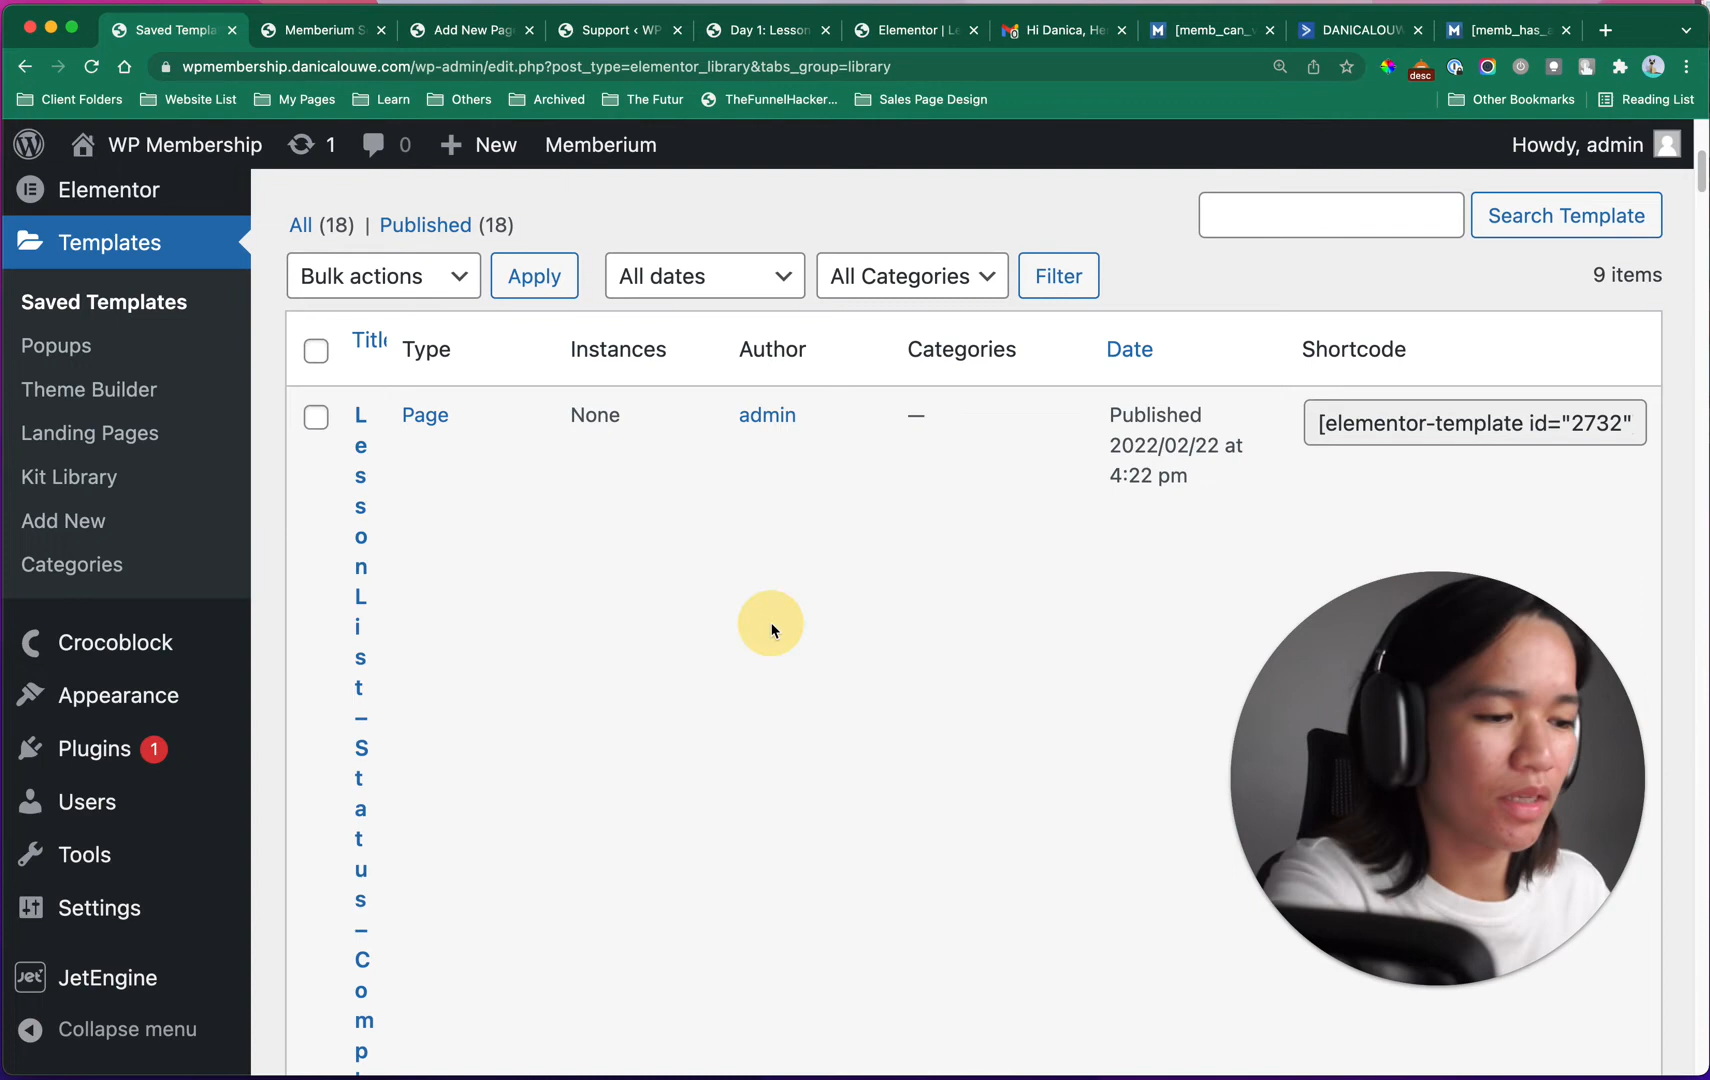 Saved Templa
Memberium S
Add New Pag
Support ‹ WP
Day 1: Lesson
Elementor | Le
Hi Danica, He
[memb_can_v
DANICALOUW
[memb_has_a
wpmembership.danicalouwe.com/wp-admin/edit.php?post_type=elementor_library&tabs_group=library
desc
Client Folders
Website List
My Pages
Learn
Others
Archived
The Futur
TheFunnelHacker...
Sales Page Design
Other Bookmarks
Reading List
WP Membership
1
0
New
Memberium
Howdy, admin
Elementor
Templates
Saved Templates
Popups
Theme Builder
Landing Pages
Kit Library
Add New
Categories
Crocoblock
Appearance
Plugins 1
Users
Tools
Settings
Jet JetEngine
Collapse menu
All (18) | Published (18)
Search Template
Bulk actions
Apply
All dates
All Categories
Filter
9 items
Title
Type
Instances
Author
Categories
Date
Shortcode
L
e
s
s
o
n
L
i
s
t
–
S
t
a
t
u
s
–
C
o
m
p
Page
None
admin
—
Published
2022/02/22 at
4:22 pm
[elementor-template id="2732"